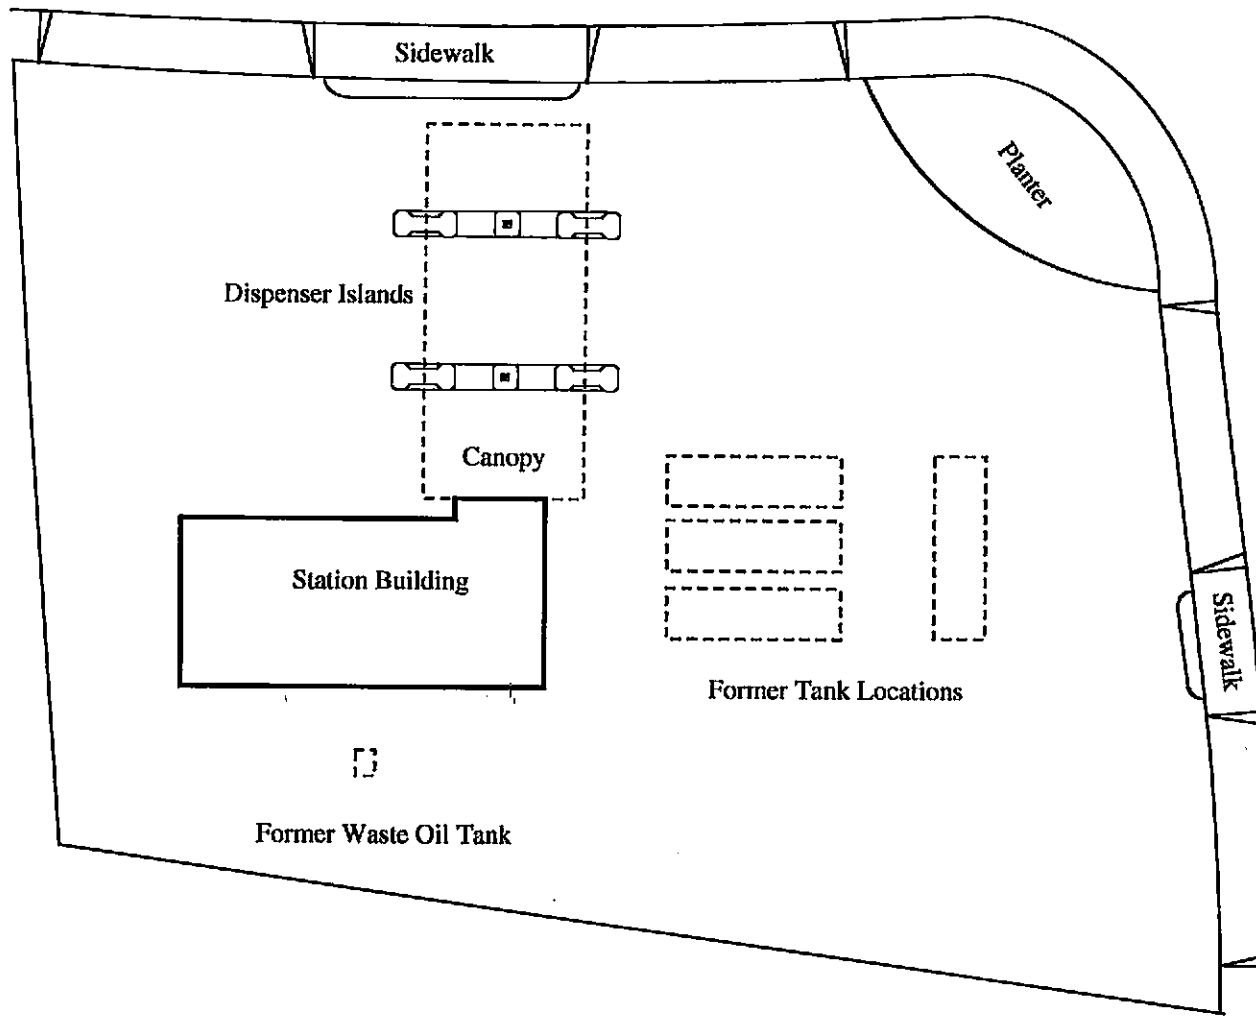 Sidewalk
Planter
Dispenser Islands
Canopy
Station Building
Sidewalk
Former Tank Locations
Former Waste Oil Tank